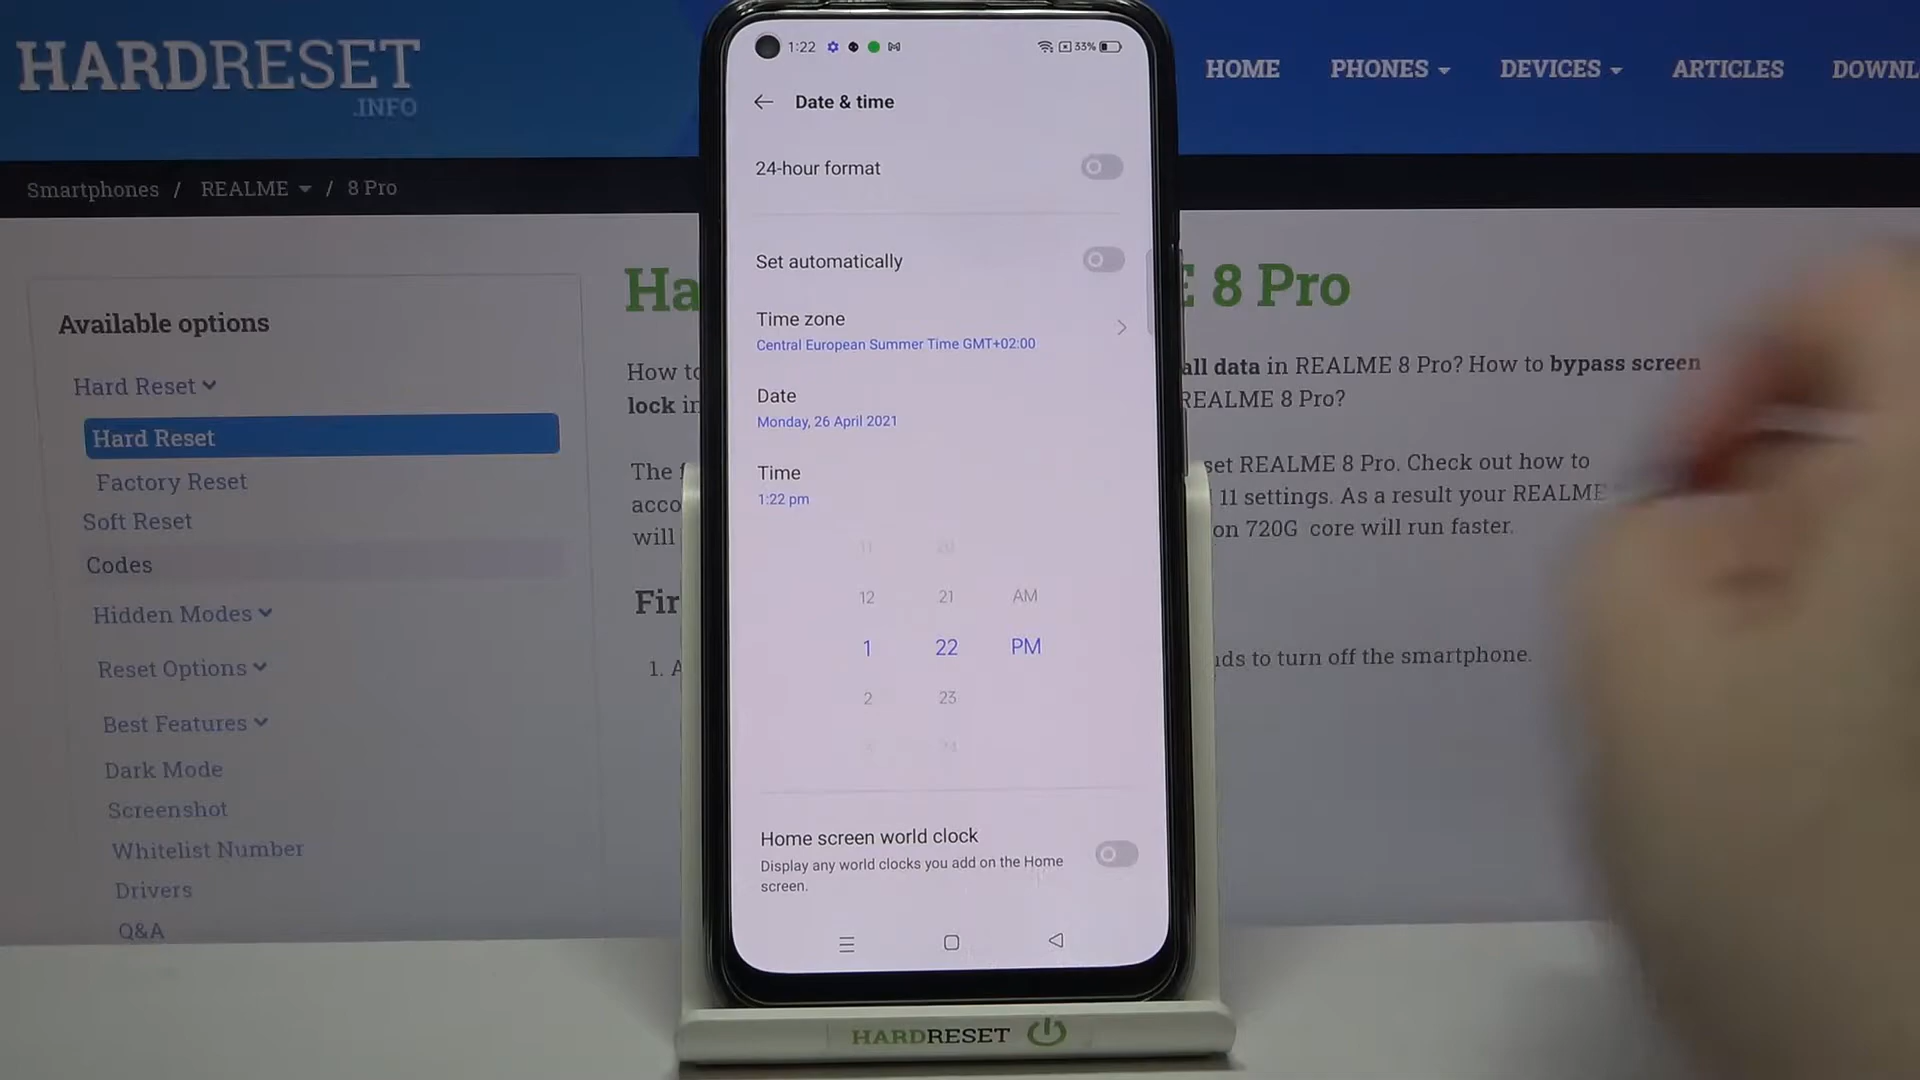 HARDRESET
.INFO
HOME PHONES DEVICES ARTICLES DOWNL
Smartphones / REALME / 8 Pro
Available options
Hard Reset
Hard Reset
Factory Reset
Soft Reset
Codes
Hidden Modes
Reset Options
Best Features
Dark Mode
Screenshot
Whitelist Number
Drivers
Q&A
Ha
E 8 Pro
How to
all data in REALME 8 Pro? How to bypass screen
lock in
REALME 8 Pro?
The f
set REALME 8 Pro. Check out how to
acco
11 settings. As a result your REALME
will
on 720G core will run faster.
Fir
1. A
nds to turn off the smartphone.
1:22 33%
Date & time
24-hour format
Set automatically
Time zone
Central European Summer Time GMT+02:00
Date
Monday, 26 April 2021
Time
1:22 pm
11 20
12 21 AM
1 22 PM
2 23
3 24
Home screen world clock
Display any world clocks you add on the Home
screen.
HARDRESET